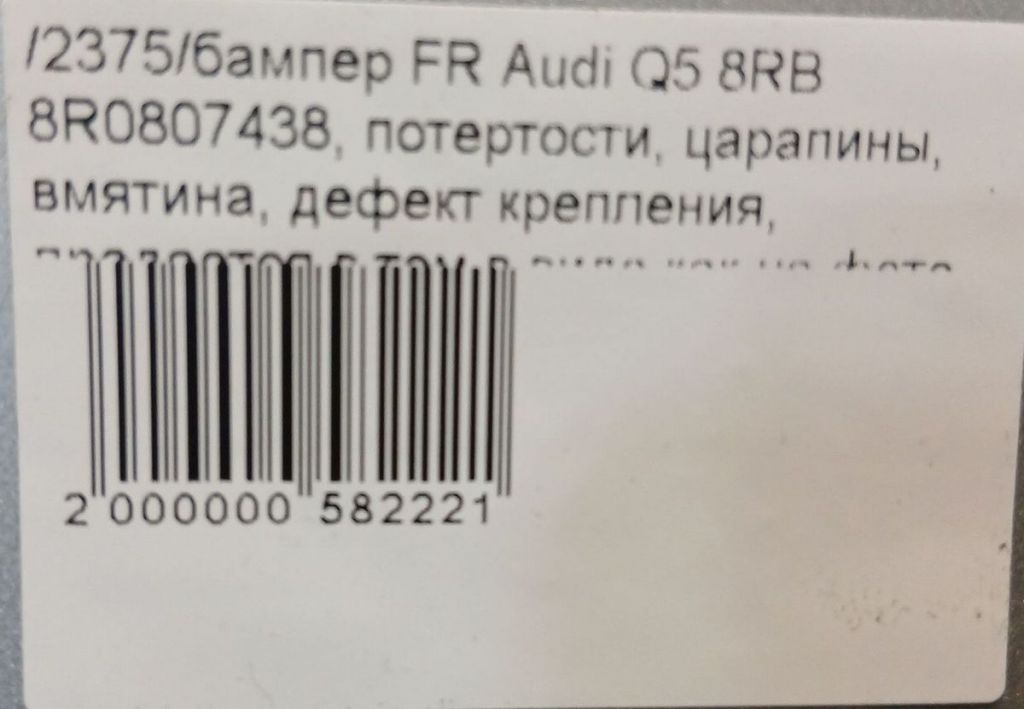 /2375/бампер FR Audi Q5 8RB
8R0807438, потертости, царапины,
вмятина, дефект крепления,
2 000000 582221